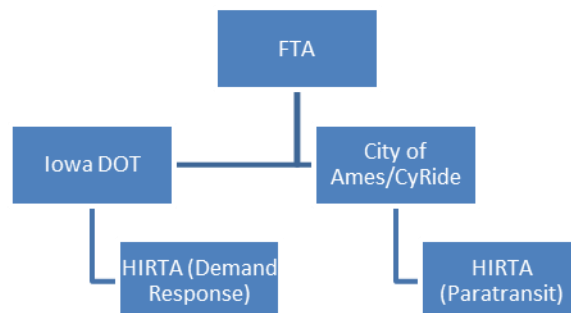 FTA
Iowa DOT
City of
Ames/CyRide
HIRTA (Demand
Response)
HIRTA
(Paratransit)